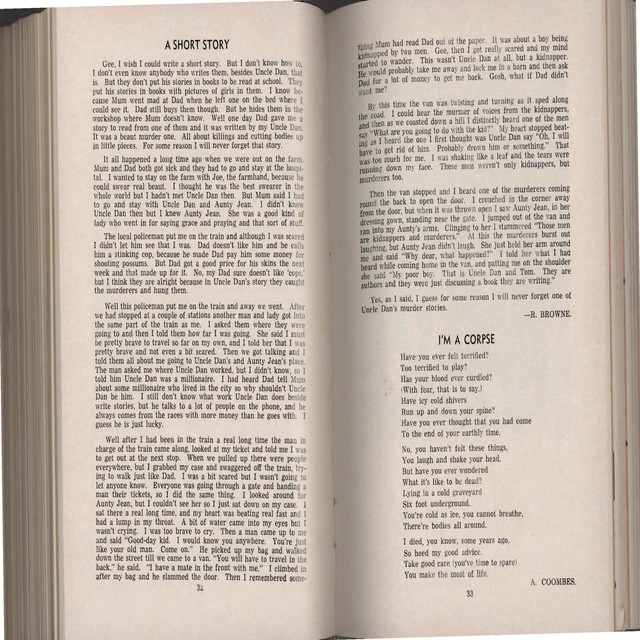 A SHORT STORY
Gee, I wish I could write a short story. But I don't know how to,
I don't even know anybody who writes them, besides Uncle Dan, that
is. But they don't put his stories in books to be read at school. They
put his stories in books with pictures of girls in them. I know be-
cause Mum went mad at Dad when he left one on the bed where I
could see it. Dad still buys them though. But he hides them in the
workshop where Mum doesn't know. Well one day Dad gave me a
story to read from one of them and it was written by my Uncle Dan.
It was a beaut murder one. All about killings and cutting bodies up
in little pieces. For some reason I will never forget that story.
It all happened a long time ago when we were out on the farm.
Mum and Dad both got sick and they had to go and stay at the hospi-
tal. I wanted to stay on the farm with Joe, the farmhand, because he
could swear real beaut. I thought he was the best swearer in the
whole world but I hadn't met Uncle Dan then. But Mum said I had
to go and stay with Uncle Dan and Aunty Jean. I didn't know
Uncle Dan then but I knew Aunty Jean. She was a good kind of
lady who went in for saying grace and praying and that sort of stuff.
The local policeman put me on the train and although I was scared
I didn't let him see that I was. Dad doesn't like him and he calls
him a stinking cop, because he made Dad pay him some money for
shooting possums. But Dad got a good price for his skins the next
week and that made up for it. No, my Dad sure doesn't like 'cops,'
but I think they are alright because in Uncle Dan's story they caught
the murderers and hung them.
Well this policeman put me on the train and away we went. After
we had stopped at a couple of stations another man and lady got into
the same part of the train as me. I asked them where they were
going to and then I told them how far I was going. She said I must
be pretty brave to travel so far on my own, and I told her that I was
pretty brave and not even a bit scared. Then we got talking and I
told them all about me going to Uncle Dan's and Aunty Jean's place.
The man asked me where Uncle Dan worked, but I didn't know, so I
told him Uncle Dan was a millionaire. I had heard Dad tell Mum
about some millionaire who lived in the city so why shouldn't Uncle
Dan be him. I still don't know what work Uncle Dan does beside
write stories, but he talks to a lot of people on the phone, and he
always comes from the races with more money than he goes with. I
guess he is just lucky.
Well after I had been in the train a real long time the man in
charge of the train came along, looked at my ticket and told me I was
to get out at the next stop. When we pulled up there were people
everywhere, but I grabbed my case and swaggered off the train, try-
ing to walk just like Dad. I was a bit scared but I wasn't going to
let anyone know. Everyone was going through a gate and handing a
man their tickets, so I did the same thing. I looked around for
Aunty Jean, but I couldn't see her so I just sat down on my case. I
sat there a real long time, and my heart was beating real fast and I
had a lump in my throat. A bit of water came into my eyes but I
wasn't crying. I was too brave to cry. Then a man came up to me
and said "Good-day kid. I would know you anywhere. You're just
like your old man. Come on." He picked up my bag and walked
down the street till we came to a van. "You will have to travel in the
back," he said. "I have a mate in the front with me." I climbed in
after my bag and he slammed the door. Then I remembered some-
32
thing Mum had read Dad out of the paper. It was about a boy being
kidnapped by two men. Gee, then I got really scared and my mind
started to wander. This wasn't Uncle Dan at all, but a kidnapper.
He would probably take me away and lock me in a barn and then ask
Dad for a lot of money to get me back. Gosh, what if Dad didn't
want me?
By this time the van was twisting and turning as it sped along
the road. I could hear the murmer of voices from the kidnappers,
and then as we coasted down a hill I distinctly heard one of the men
say "What are you going to do with the kid?" My heart stopped beat-
ing as I heard the one I first thought was Uncle Dan say "Oh, I will
have to get rid of him. Probably drown him or something." That
was too much for me. I was shaking like a leaf and the tears were
running down my face. These men weren't only kidnappers, but
murderers too.
Then the van stopped and I heard one of the murderers coming
round the back to open the door. I crouched in the corner away
from the door, but when it was thrown open I saw Aunty Jean, in her
dressing gown, standing near the gate. I jumped out of the van and
ran into my Aunty's arms. Clinging to her I stammered "Those men
are kidnappers and murderers." At this the murderers burst out
laughing, but Aunty Jean didn't laugh. She just held her arm around
me and said "Why dear, what happened?" I told her what I had
heard while coming home in the van, and patting me on the shoulder
she said "My poor boy. That is Uncle Dan and Tom. They are
authors and they were just discussing a book they are writing."
Yes, as I said, I guess for some reason I will never forget one of
Uncle Dan's murder stories.
—R. BROWNE.
I'M A CORPSE
Have you ever felt terrified?
Too terrified to play?
Has your blood ever curdled?
(With fear, that is to say.)
Have icy cold shivers
Run up and down your spine?
Have you ever thought that you had come
To the end of your earthly time.
No, you haven't felt these things,
You laugh and shake your head.
But have you ever wondered
What it's like to be dead?
Lying in a cold graveyard
Six foot underground.
You're cold as ice, you cannot breathe,
There're bodies all around.
I died, you know, some years ago,
So heed my good advice.
Take good care (you've time to spare)
You make the most of life.
A. COOMBES.
33